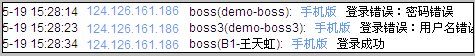 5-19 15:28:14 124.126.161.186 boss(demo-boss): 手机版 登录错误：密码错误
5-19 15:28:23 124.126.161.186 boss3(demo-boss3): 手机版 登录错误：用户名错
5-19 15:28:34 124.126.161.186 boss(B1-王天虹): 手机版 登录成功